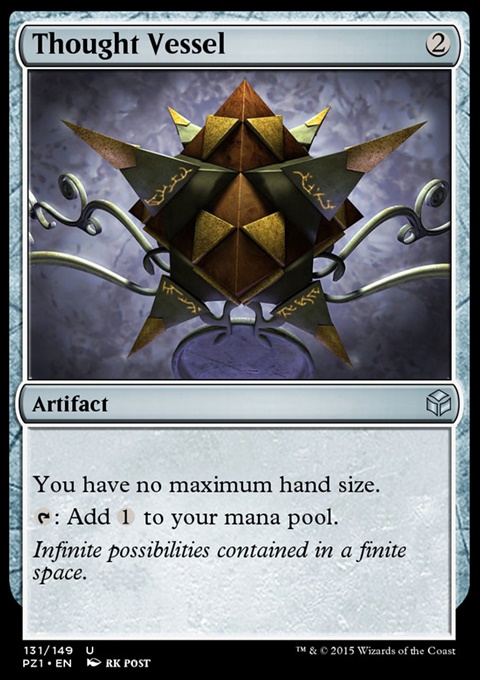 Thought Vessel 2
Artifact
You have no maximum hand size.
: Add 1 to your mana pool.
Infinite possibilities contained in a finite
space.
131/149 U
PZ1 • EN RK POST
™ & © 2015 Wizards of the Coast